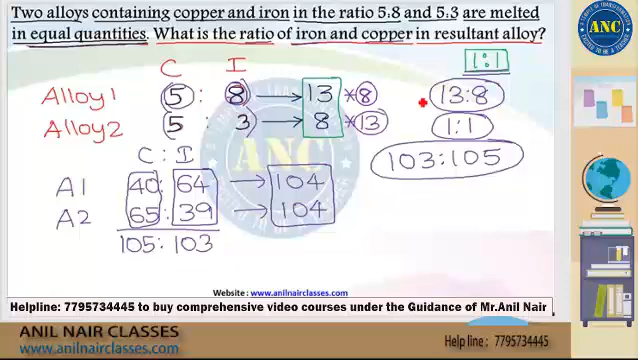 Two alloys containing copper and iron in the ratio 5:8 and 5:3 are melted
in equal quantities. What is the ratio of iron and copper in resultant alloy?
ANC
C I 1:1
Alloy1 5 : 8 → 13 *8 13:8
Alloy2 5 3 → 8 *13 1:1
C : I 103:105
A1 40 : 64 → 104
A2 65 : 39 → 104
105 : 103
ANC
Website : www.anilnairclasses.com
Helpline: 7795734445 to buy comprehensive video courses under the Guidance of Mr.Anil Nair
ANIL NAIR CLASSES
www.anilnairclasses.com
Help line : 7795734445